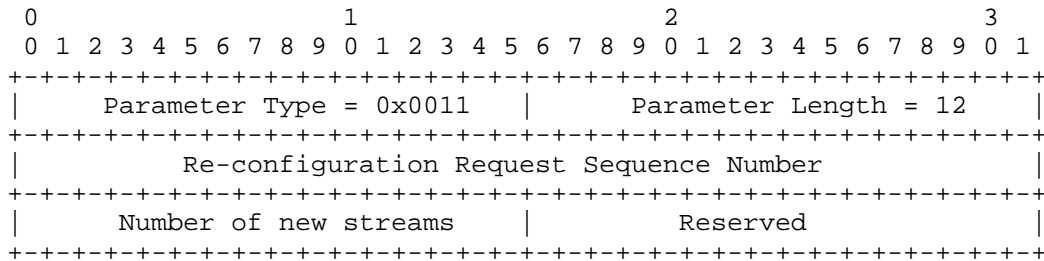 0                   1                   2                   3
 0 1 2 3 4 5 6 7 8 9 0 1 2 3 4 5 6 7 8 9 0 1 2 3 4 5 6 7 8 9 0 1
+-+-+-+-+-+-+-+-+-+-+-+-+-+-+-+-+-+-+-+-+-+-+-+-+-+-+-+-+-+-+-+-+
|     Parameter Type = 0x0011   |      Parameter Length = 12    |
+-+-+-+-+-+-+-+-+-+-+-+-+-+-+-+-+-+-+-+-+-+-+-+-+-+-+-+-+-+-+-+-+
|          Re-configuration Request Sequence Number             |
+-+-+-+-+-+-+-+-+-+-+-+-+-+-+-+-+-+-+-+-+-+-+-+-+-+-+-+-+-+-+-+-+
|      Number of new streams    |         Reserved              |
+-+-+-+-+-+-+-+-+-+-+-+-+-+-+-+-+-+-+-+-+-+-+-+-+-+-+-+-+-+-+-+-+